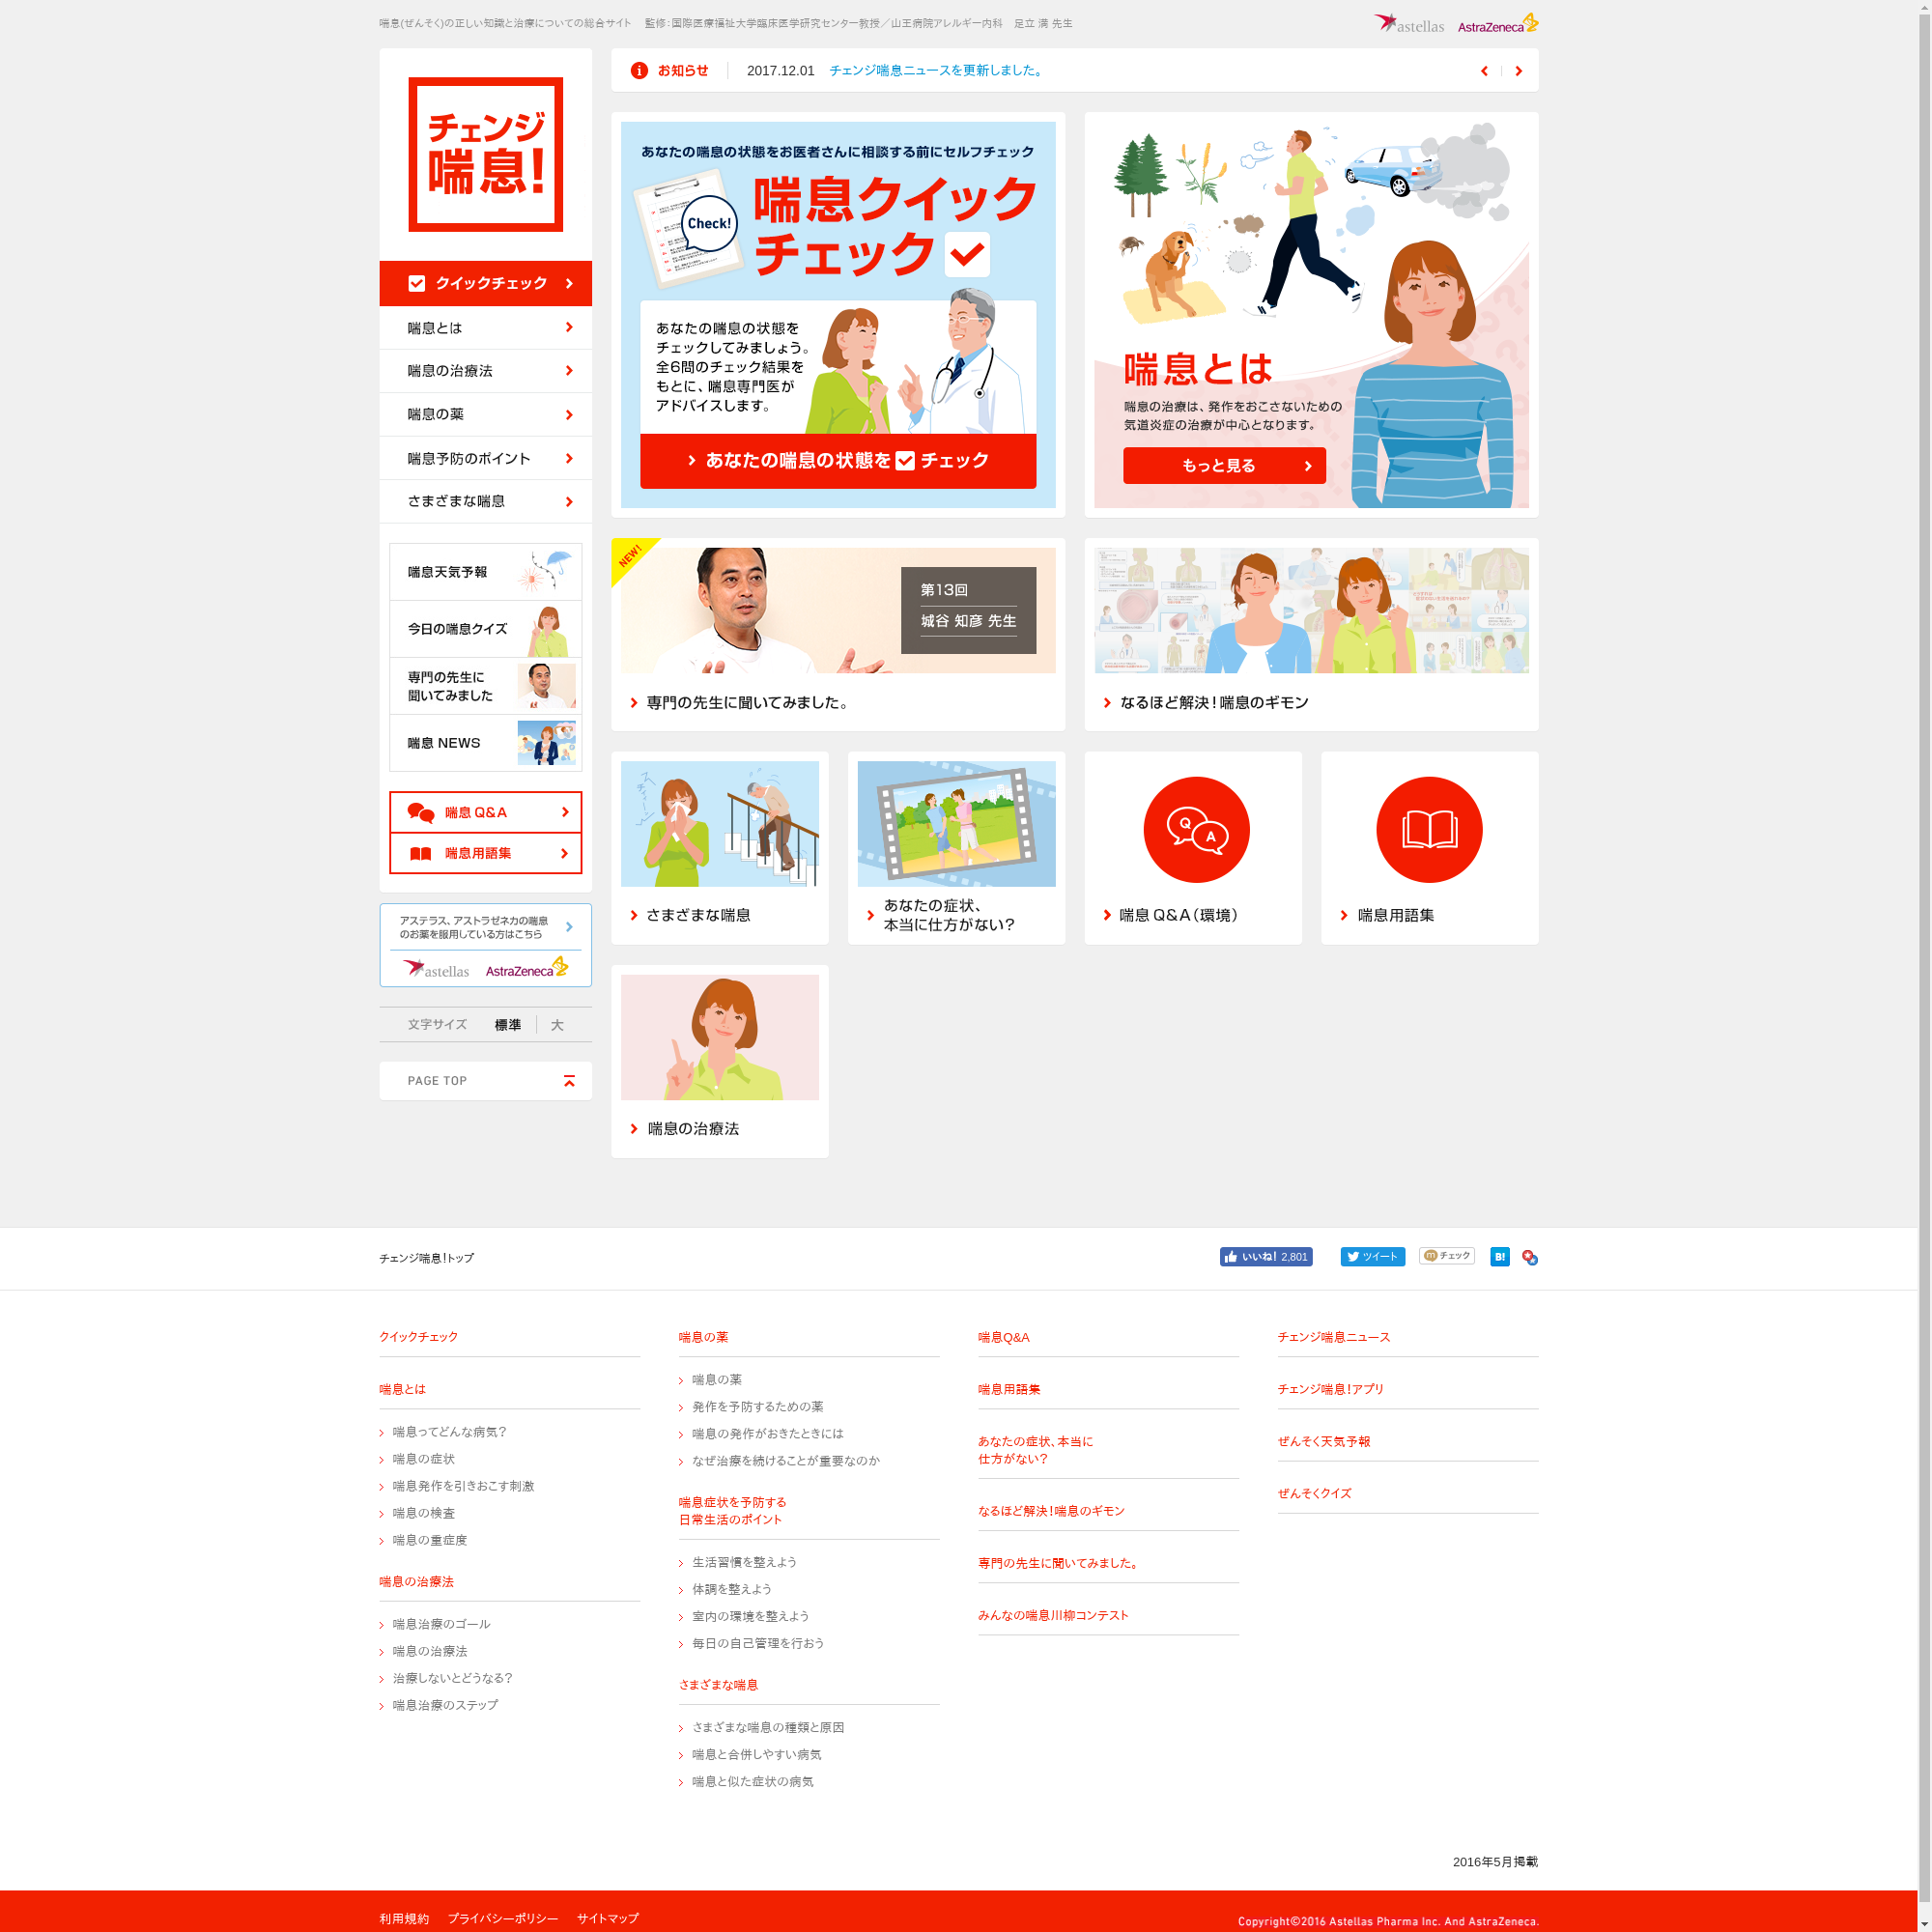 喘息(ぜんそく)の正しい知識と治療についての総合サイト　監修：国際医療福祉大学臨床医学研究センター教授／山王病院アレルギー内科　足立 満 先生
astellas AstraZeneca
チェンジ
喘息!
お知らせ 2017.12.01 チェンジ喘息ニュースを更新しました。
クイックチェック
喘息とは
喘息の治療法
喘息の薬
喘息予防のポイント
さまざまな喘息
喘息天気予報
今日の喘息クイズ
専門の先生に
聞いてみました
喘息 NEWS
喘息 Q&A
喘息用語集
アステラス、アストラゼネカの喘息
のお薬を服用している方はこちら
astellas AstraZeneca
文字サイズ 標準 大
PAGE TOP
あなたの喘息の状態をお医者さんに相談する前にセルフチェック
Check!
喘息クイック
チェック
あなたの喘息の状態を
チェックしてみましょう。
全6問のチェック結果を
もとに、喘息専門医が
アドバイスします。
あなたの喘息の状態を チェック
喘息とは
喘息の治療は、発作をおこさないための
気道炎症の治療が中心となります。
もっと見る
NEW!
第13回
城谷 知彦 先生
専門の先生に聞いてみました。
なるほど解決！喘息のギモン
さまざまな喘息
あなたの症状、
本当に仕方がない？
Q A
喘息 Q&A（環境）
喘息用語集
喘息の治療法
チェンジ喘息！トップ
いいね！ 2,801
ツイート
チェック
B!
クイックチェック
喘息とは
喘息ってどんな病気？
喘息の症状
喘息発作を引きおこす刺激
喘息の検査
喘息の重症度
喘息の治療法
喘息治療のゴール
喘息の治療法
治療しないとどうなる？
喘息治療のステップ
喘息の薬
喘息の薬
発作を予防するための薬
喘息の発作がおきたときには
なぜ治療を続けることが重要なのか
喘息症状を予防する
日常生活のポイント
生活習慣を整えよう
体調を整えよう
室内の環境を整えよう
毎日の自己管理を行おう
さまざまな喘息
さまざまな喘息の種類と原因
喘息と合併しやすい病気
喘息と似た症状の病気
喘息Q&A
喘息用語集
あなたの症状、本当に
仕方がない？
なるほど解決！喘息のギモン
専門の先生に聞いてみました。
みんなの喘息川柳コンテスト
チェンジ喘息ニュース
チェンジ喘息！アプリ
ぜんそく天気予報
ぜんそくクイズ
2016年5月掲載
利用規約 プライバシーポリシー サイトマップ
Copyright©2016 Astellas Pharma Inc. And AstraZeneca.